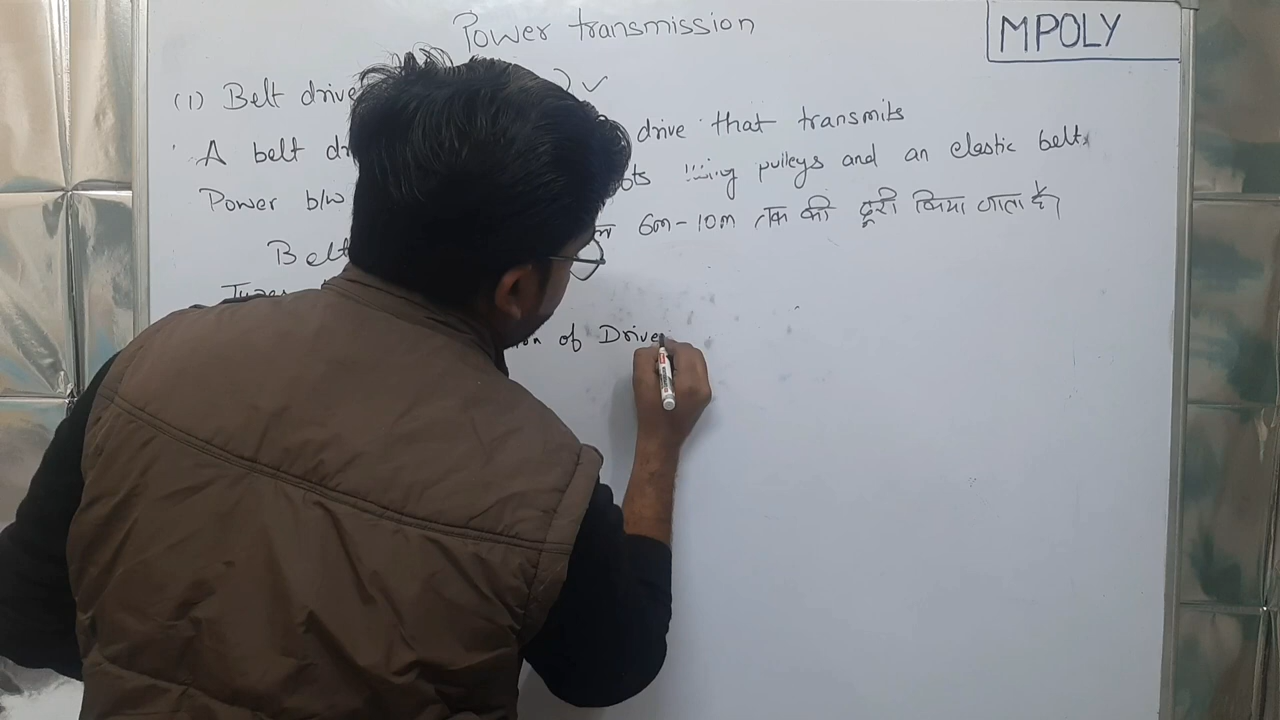 Power transmission
MPOLY
(1) Belt drive ) ✓
A belt dr drive that transmits
Power b/w using pulleys and an elastic belt
Belt 6m-10m तक की दूरी किया जाता है।
of Drive